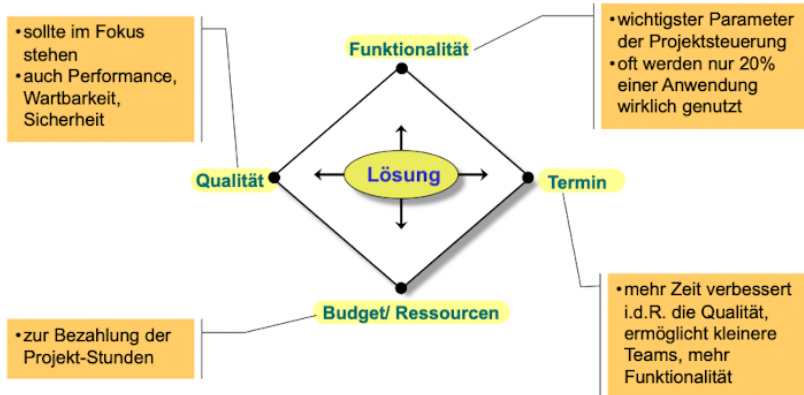 •sollte im Fokus
stehen
•auch Performance,
Wartbarkeit,
Sicherheit
Funktionalität
•wichtigster Parameter
der Projektsteuerung
•oft werden nur 20%
einer Anwendung
wirklich genutzt
Qualität
Lösung
Termin
Budget/ Ressourcen
•zur Bezahlung der
Projekt-Stunden
•mehr Zeit verbessert
i.d.R. die Qualität,
ermöglicht kleinere
Teams, mehr
Funktionalität